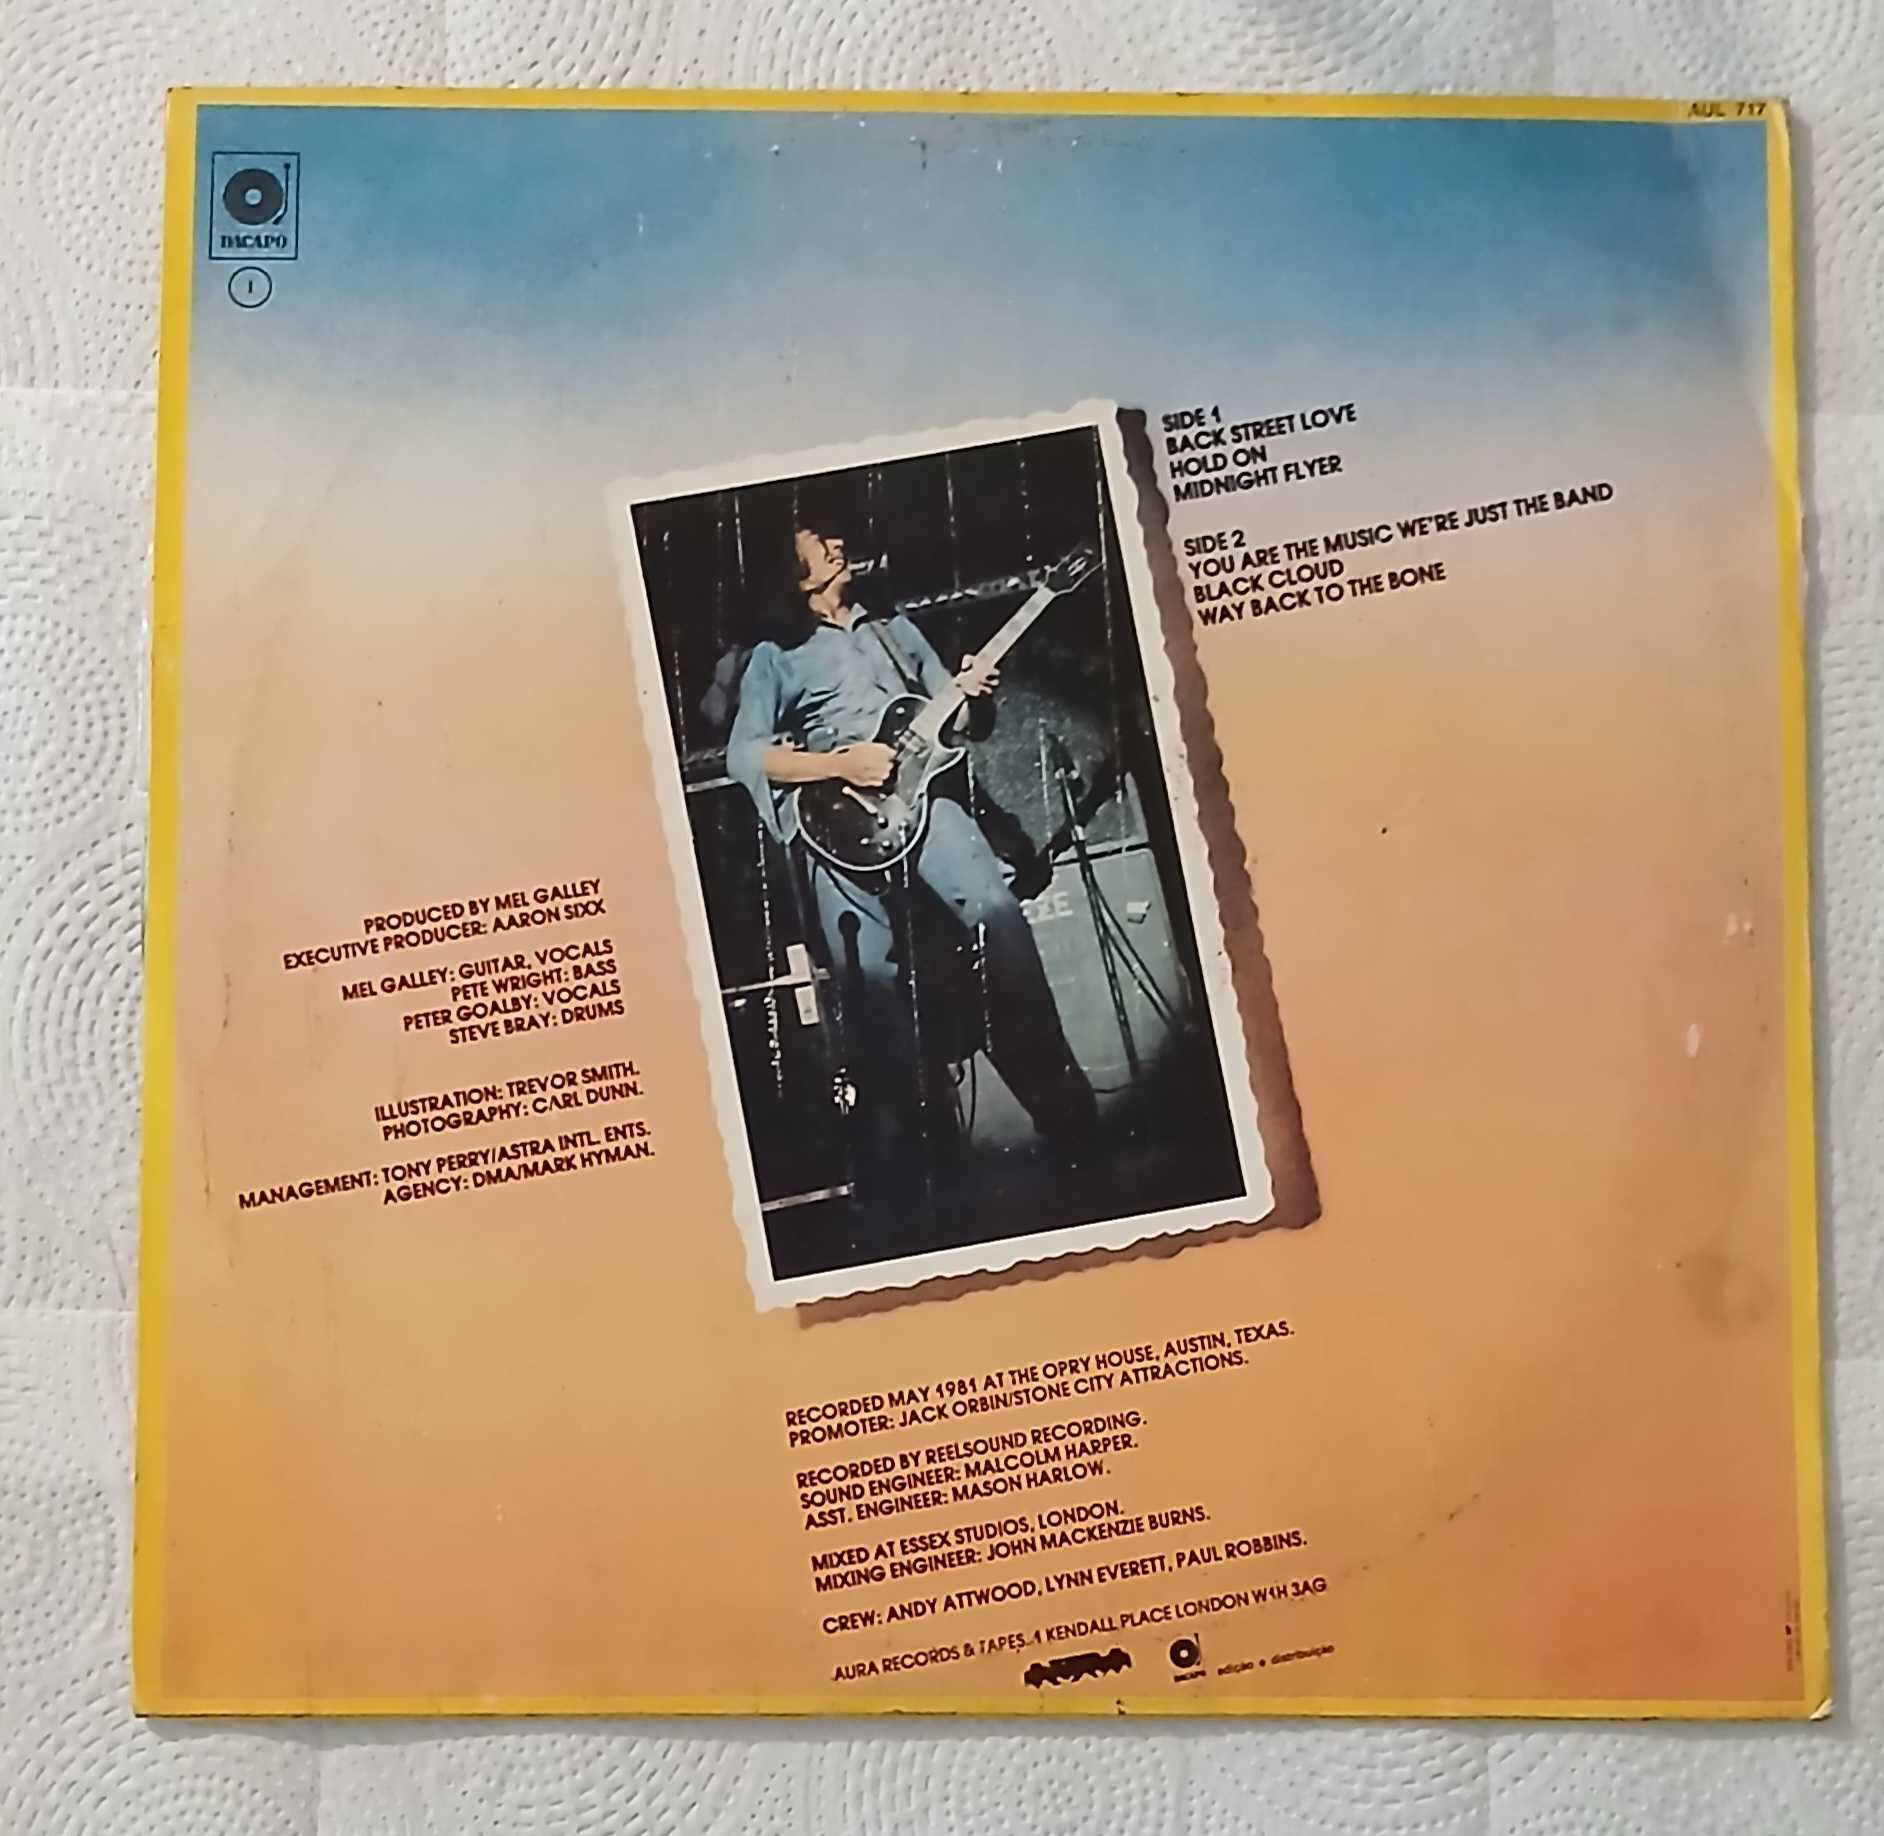 AUL 717
DACAPO
1
SIDE 1
BACK STREET LOVE
HOLD ON
MIDNIGHT FLYER
SIDE 2
YOU ARE THE MUSIC WE'RE JUST THE BAND
BLACK CLOUD
WAY BACK TO THE BONE
PRODUCED BY MEL GALLEY
EXECUTIVE PRODUCER: AARON SIXX
MEL GALLEY: GUITAR, VOCALS
PETE WRIGHT: BASS
PETER GOALBY: VOCALS
STEVE BRAY: DRUMS
ILLUSTRATION: TREVOR SMITH.
PHOTOGRAPHY: CARL DUNN.
MANAGEMENT: TONY PERRY/ASTRA INTL. ENTS.
AGENCY: DMA/MARK HYMAN.
RECORDED MAY 1981 AT THE OPRY HOUSE, AUSTIN, TEXAS.
PROMOTER: JACK ORBIN/STONE CITY ATTRACTIONS.
RECORDED BY REELSOUND RECORDING.
SOUND ENGINEER: MALCOLM HARPER.
ASST. ENGINEER: MASON HARLOW.
MIXED AT ESSEX STUDIOS, LONDON.
MIXING ENGINEER: JOHN MACKENZIE BURNS.
CREW: ANDY ATTWOOD, LYNN EVERETT, PAUL ROBBINS.
AURA RECORDS & TAPES. 1 KENDALL PLACE LONDON W1H 3AG
DACAPO edição e distribuição